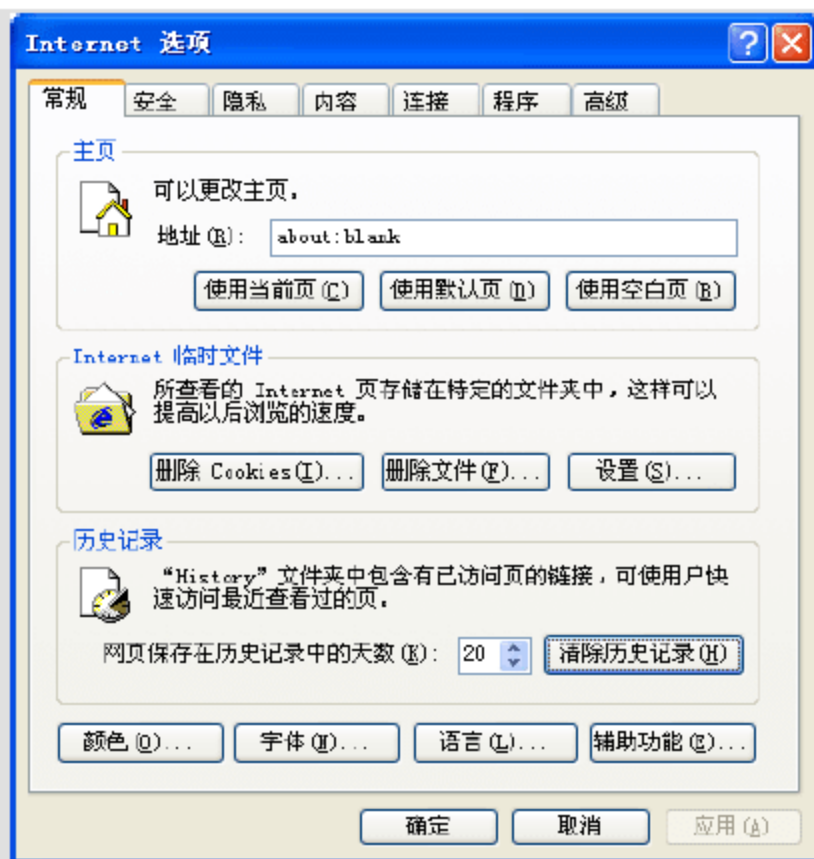 Internet 选项
常规 安全 隐私 内容 连接 程序 高级
主页
可以更改主页。
地址(R): about:blank
使用当前页(C) 使用默认页(D) 使用空白页(B)
Internet 临时文件
所查看的 Internet 页存储在特定的文件夹中，这样可以
提高以后浏览的速度。
删除 Cookies(I)... 删除文件(F)... 设置(S)...
历史记录
“History”文件夹中包含有已访问页的链接，可使用户快
速访问最近查看过的页。
网页保存在历史记录中的天数(K): 20 清除历史记录(H)
颜色(O)... 字体(N)... 语言(L)... 辅助功能(E)...
确定 取消 应用(A)